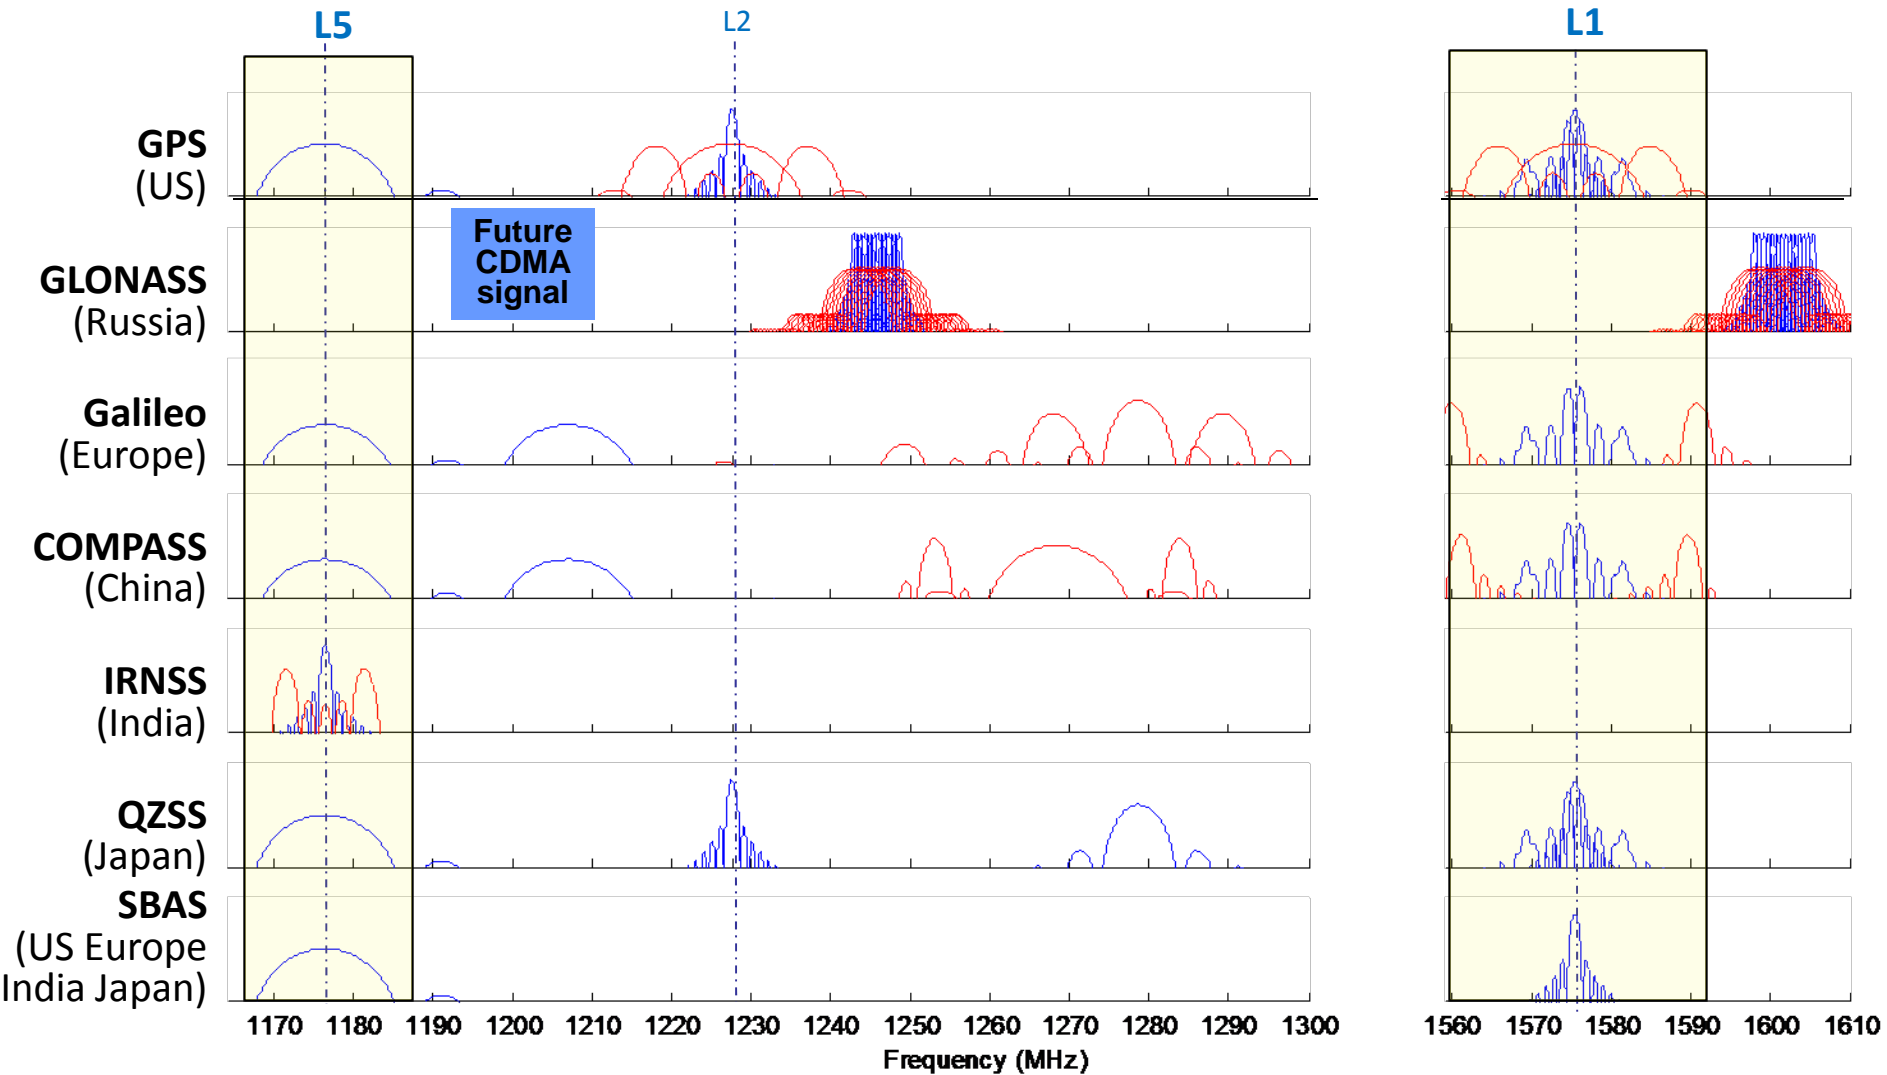 L5
L2
L1
GPS
(US)
Future
CDMA
signal
GLONASS
(Russia)
Galileo
(Europe)
COMPASS
(China)
IRNSS
(India)
QZSS
(Japan)
SBAS
(US Europe
India Japan)
1170 1180 1190 1200 1210 1220 1230 1240 1250 1260 1270 1280 1290 1300 1560 1570 1580 1590 1600 1610
Frequency (MHz)